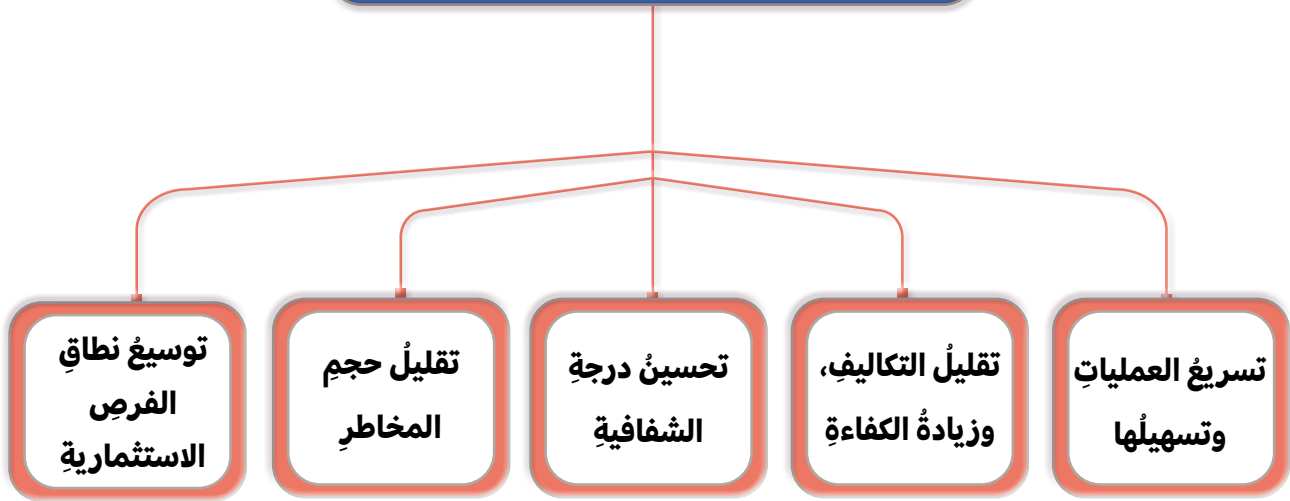 تسريعُ العملياتِ
وتسهيلُها
تقليلُ التكاليفِ،
وزيادةُ الكفاءةِ
تحسينُ درجةِ
الشفافيةِ
تقليلُ حجمِ
المخاطرِ
توسيعُ نطاقِ
الفرصِ
الاستثماريةِ